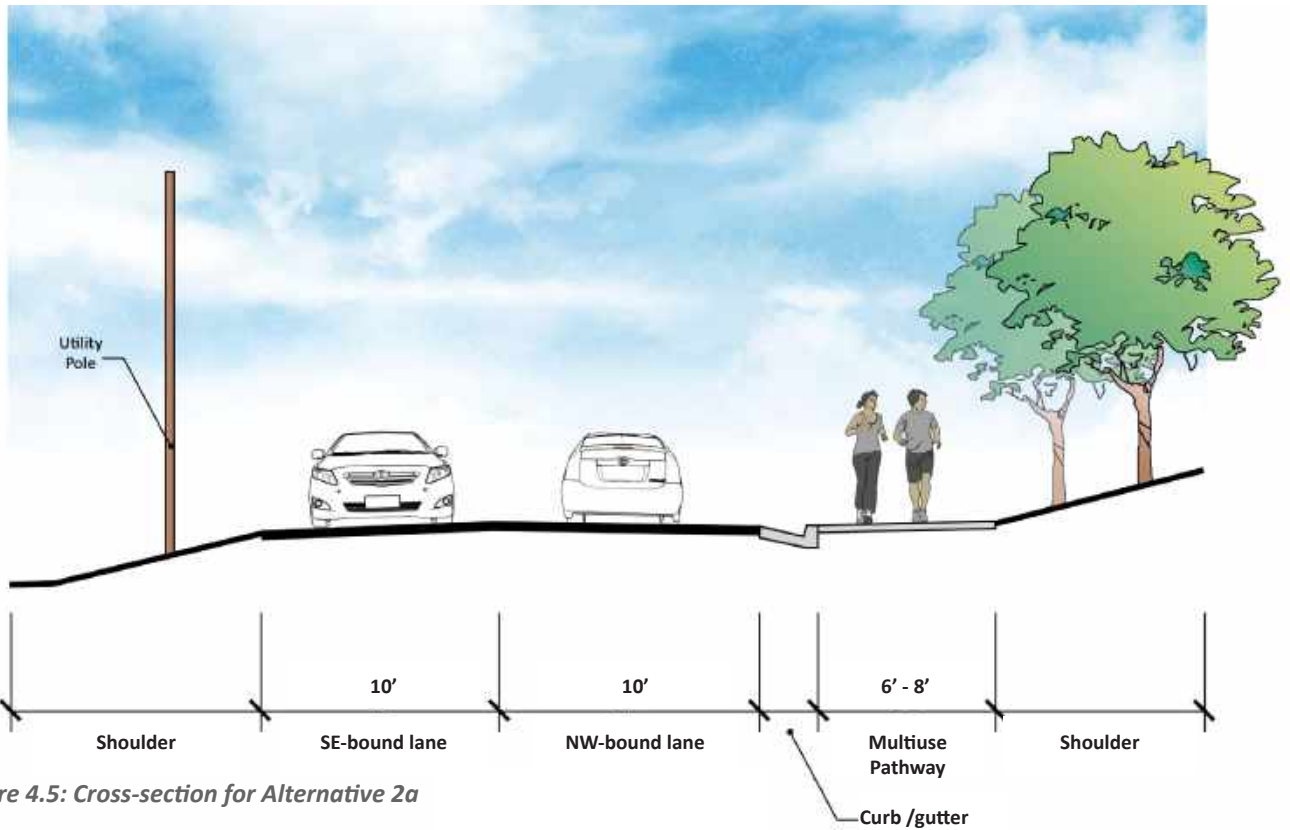 Utility
Pole
10’ 10’ 6’ - 8’
Shoulder SE-bound lane NW-bound lane Multiuse Shoulder
Pathway
re 4.5: Cross-section for Alternative 2a
Curb /gutter